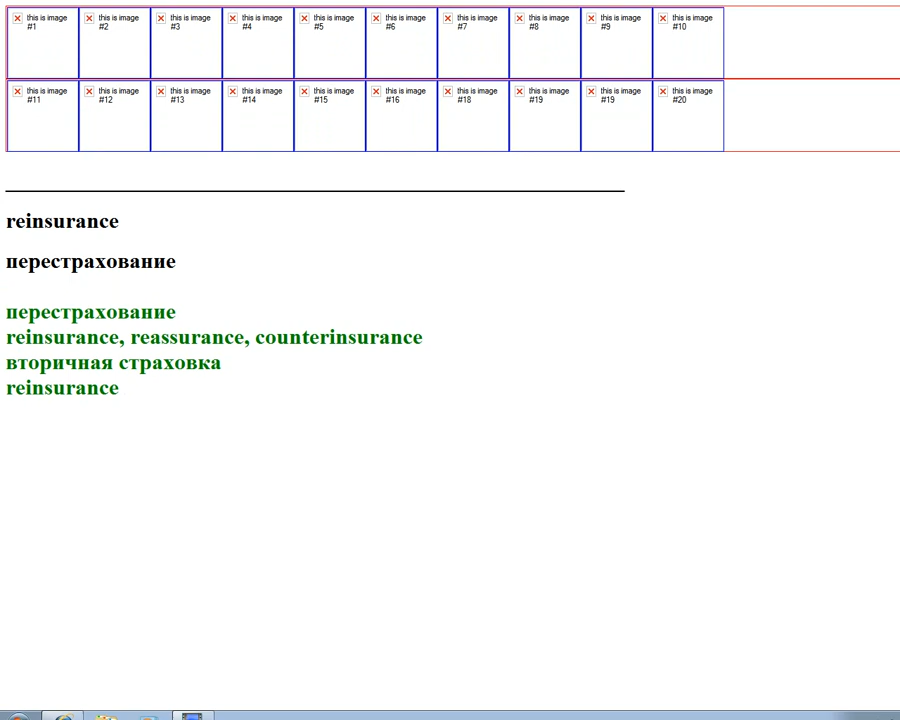 this is image this is image this is image this is image this is image this is image this is image this is image this is image this is image
#1 #2 #3 #4 #5 #6 #7 #8 #9 #10
this is image this is image this is image this is image this is image this is image this is image this is image this is image this is image
#11 #12 #13 #14 #15 #16 #18 #19 #19 #20
reinsurance
перестрахование
перестрахование
reinsurance, reassurance, counterinsurance
вторичная страховка
reinsurance